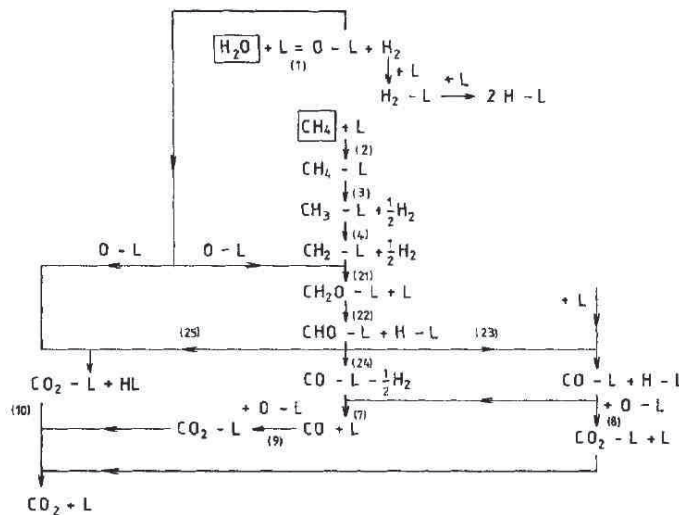 H₂O + L = O – L + H₂
(1)
+ L
+ L
H₂ – L → 2 H – L
CH₄ + L
(2)
CH₄ – L
(3)
CH₃ – L + ½H₂
(4)
O – L O – L CH₂ – L + ½H₂
(21)
CH₂O – L + L
(22)
+ L
(25) CHO – L + H – L (23)
(24)
CO₂ – L + HL CO – L – ½H₂ CO – L + H – L
(10) + O – L (7) + O – L
CO₂ – L ← CO + L (8)
(9) CO₂ – L + L
CO₂ + L